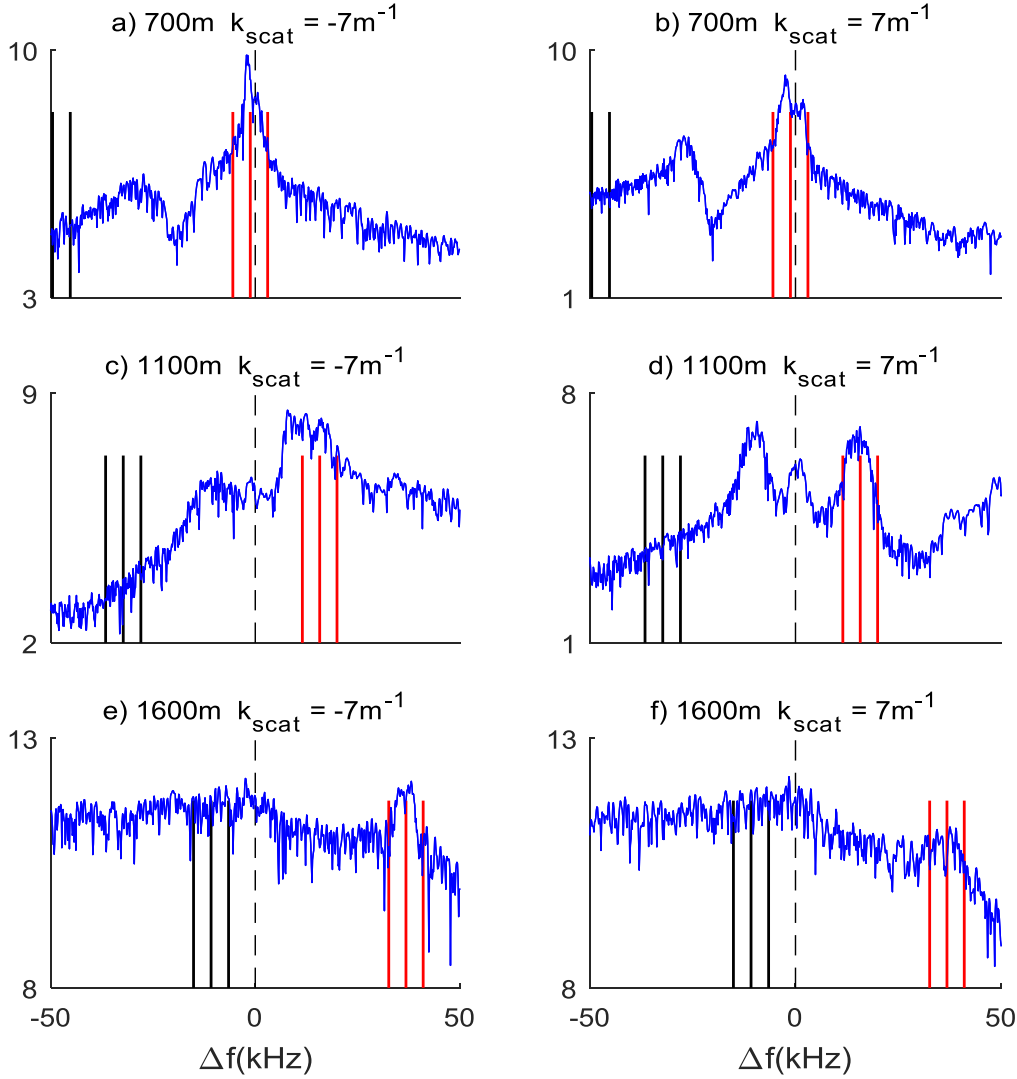 a) 700m k_scat = -7m⁻¹
b) 700m k_scat = 7m⁻¹
10
3
10
1
c) 1100m k_scat = -7m⁻¹
d) 1100m k_scat = 7m⁻¹
9
2
8
1
e) 1600m k_scat = -7m⁻¹
f) 1600m k_scat = 7m⁻¹
13
8
13
8
-50 0 50
-50 0 50
Δf(kHz)
Δf(kHz)